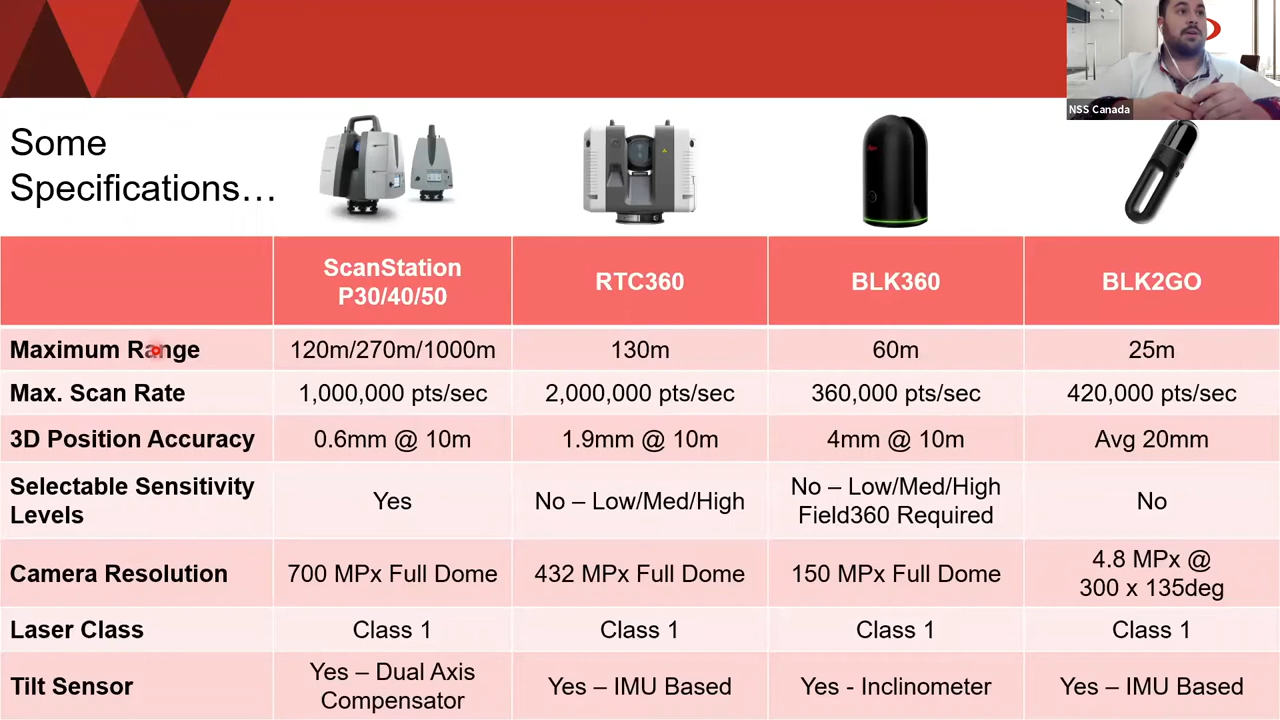 NSS Canada
Some
Specifications…
ScanStation
P30/40/50
RTC360
BLK360
BLK2GO
Maximum Range
120m/270m/1000m
130m
60m
25m
Max. Scan Rate
1,000,000 pts/sec
2,000,000 pts/sec
360,000 pts/sec
420,000 pts/sec
3D Position Accuracy
0.6mm @ 10m
1.9mm @ 10m
4mm @ 10m
Avg 20mm
Selectable Sensitivity
Levels
Yes
No – Low/Med/High
No – Low/Med/High
Field360 Required
No
Camera Resolution
700 MPx Full Dome
432 MPx Full Dome
150 MPx Full Dome
4.8 MPx @
300 x 135deg
Laser Class
Class 1
Class 1
Class 1
Class 1
Tilt Sensor
Yes – Dual Axis
Compensator
Yes – IMU Based
Yes - Inclinometer
Yes – IMU Based